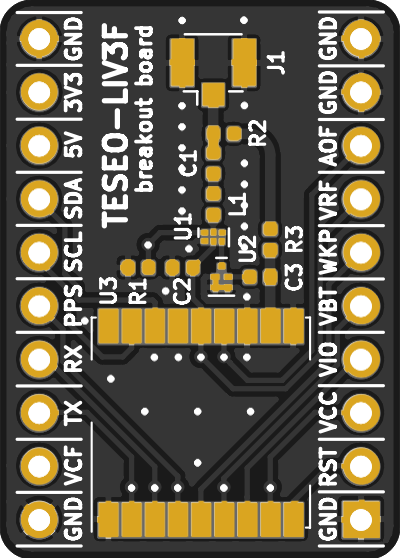 TESEO-LIV3F
breakout board
GND
3V3
5V
SDA
SCL
PPS
RX
TX
VCF
GND
J1
R2
C1
L1
U1
U2
R3
C3
U3
R1
C2
GND
GND
AOF
VRF
WKP
VBT
VIO
VCC
RST
GND